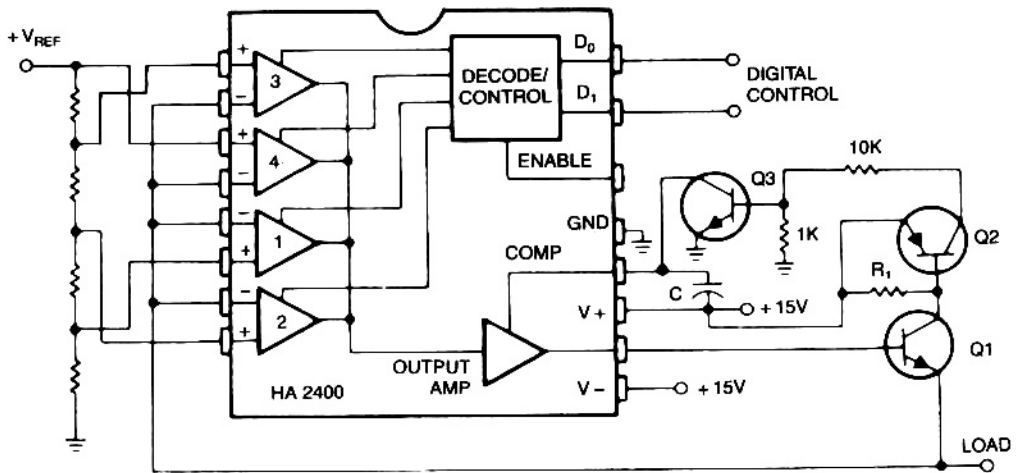 + V_REF
+
3
−
+
4
−
−
1
+
−
2
+
DECODE/
CONTROL
D₀
D₁
ENABLE
GND
COMP
V +
V −
OUTPUT
AMP
HA 2400
DIGITAL
CONTROL
10K
Q3
1K
Q2
C
R₁
+ 15V
Q1
+ 15V
LOAD